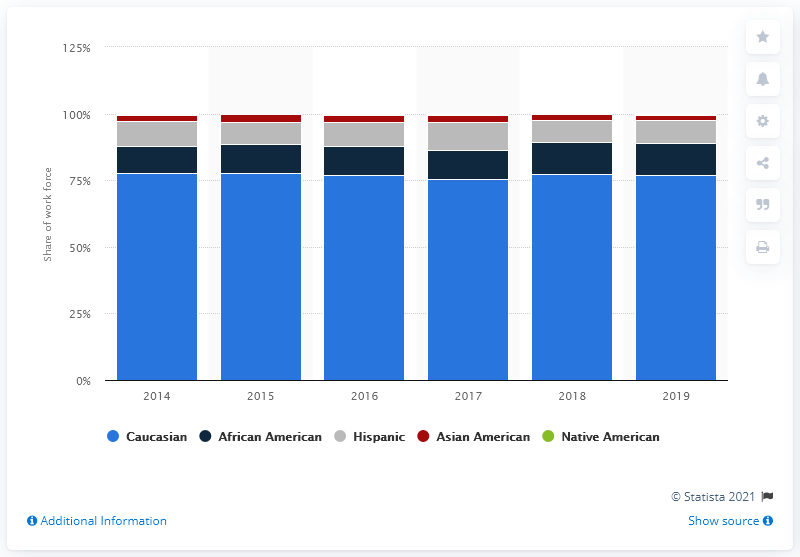 125%
100%
75%
50%
25%
0%
Share of work force
2014 2015 2016 2017 2018 2019
Caucasian African American Hispanic Asian American Native American
© Statista 2021
Additional Information Show source